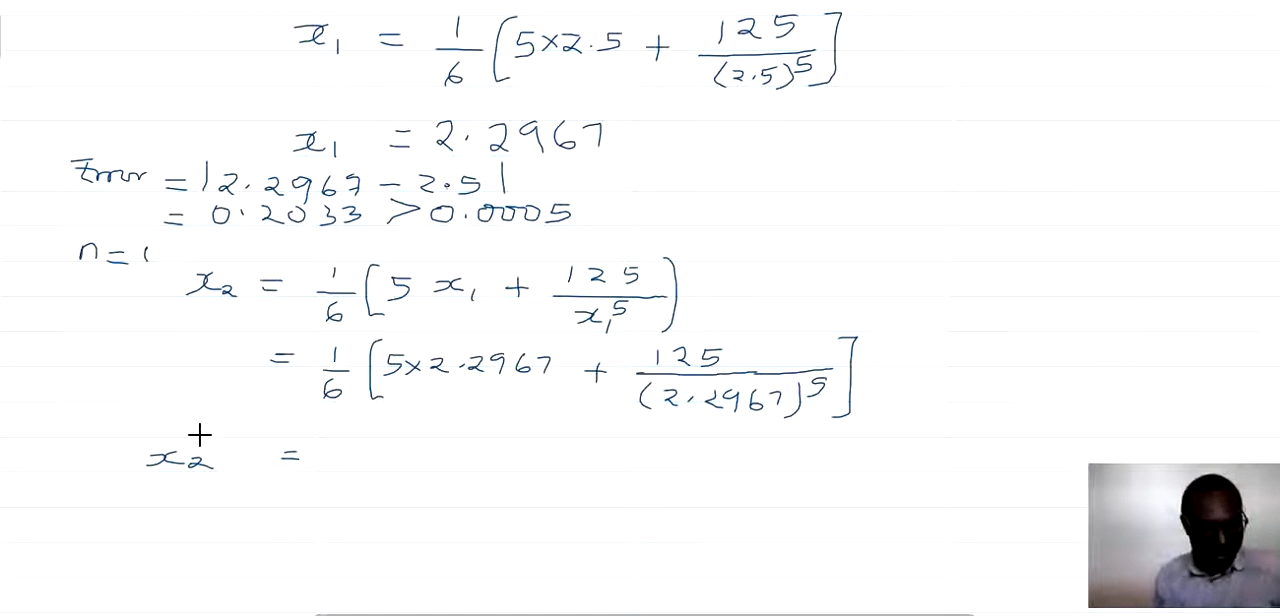 x₁ = 1/6 [5×2.5 + 125/(2.5)⁵]
x₁ = 2.2967
Error = |2.2967 - 2.5|
= 0.2033 > 0.0005
n = 1
x₂ = 1/6 [5 x₁ + 125/x₁⁵]
= 1/6 [5×2.2967 + 125/(2.2967)⁵]
x₂ =